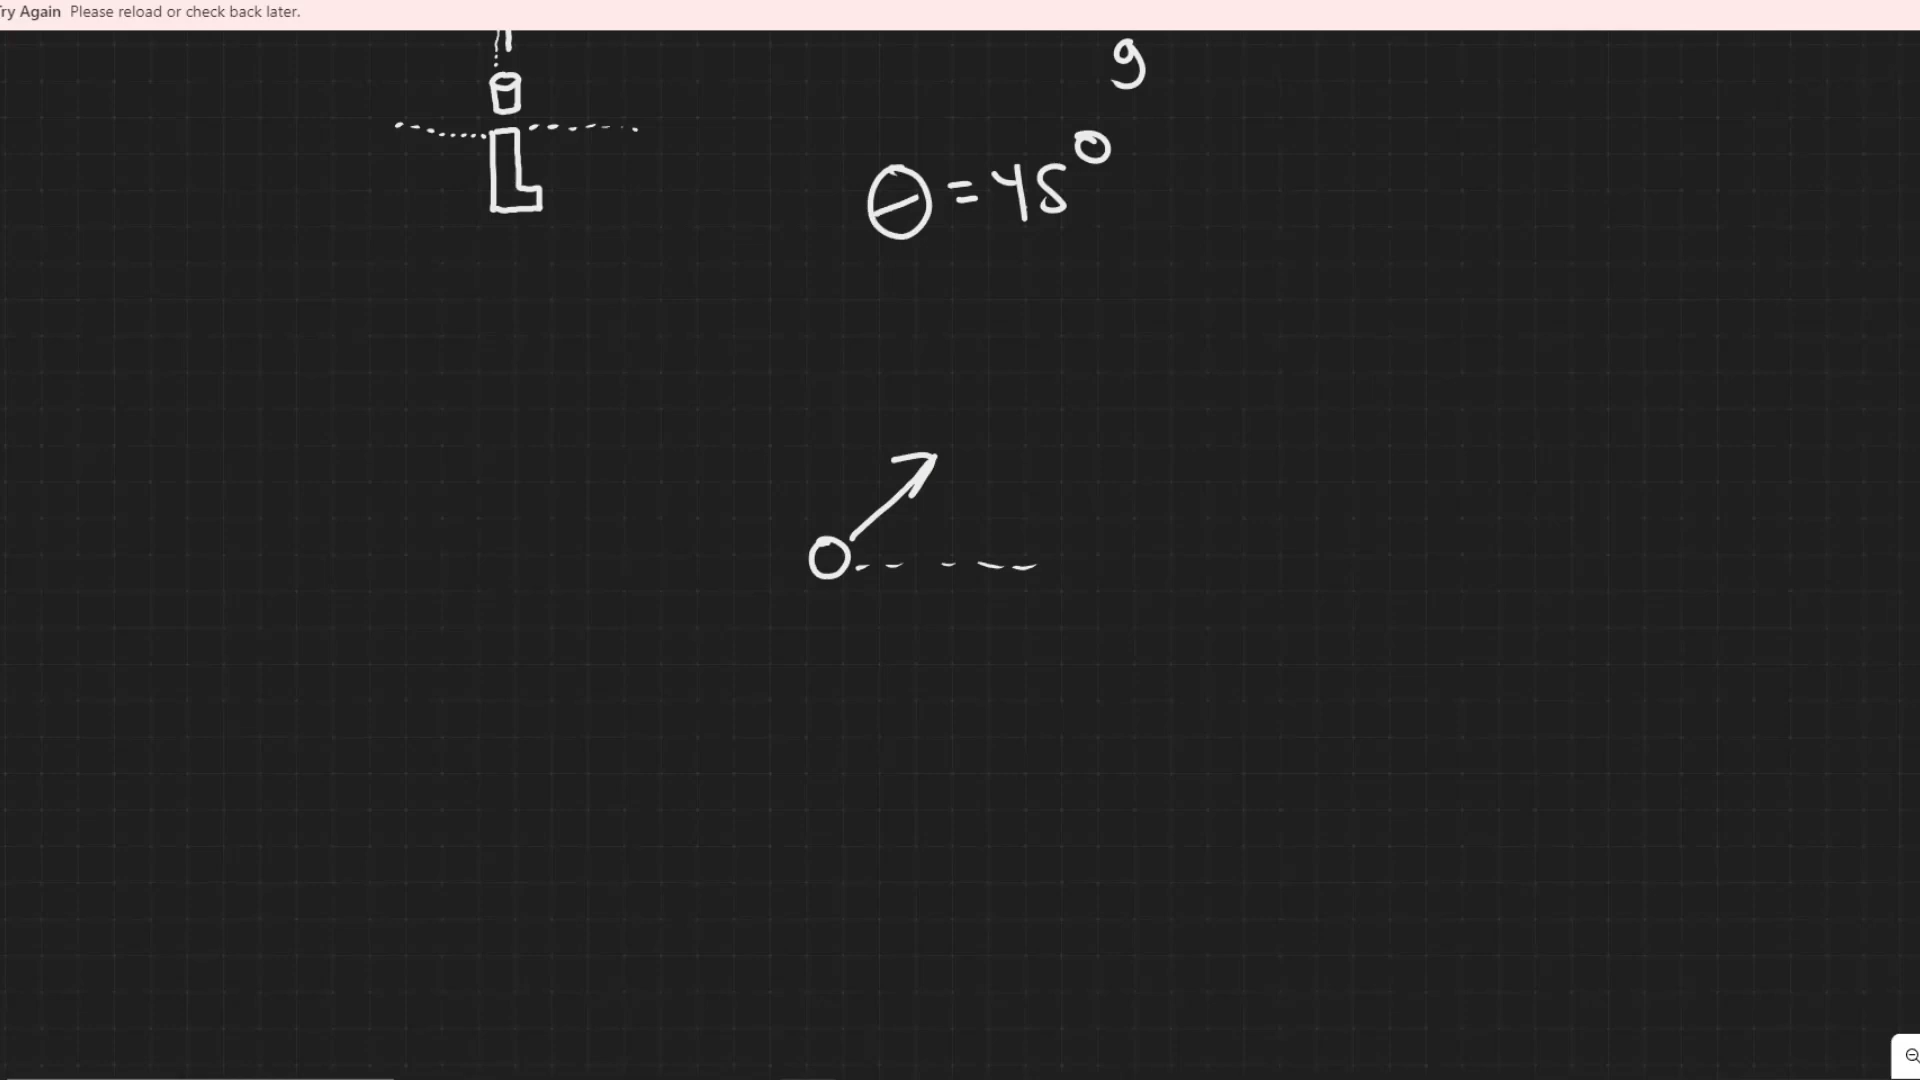 Try Again Please reload or check back later.
g
θ = 45°